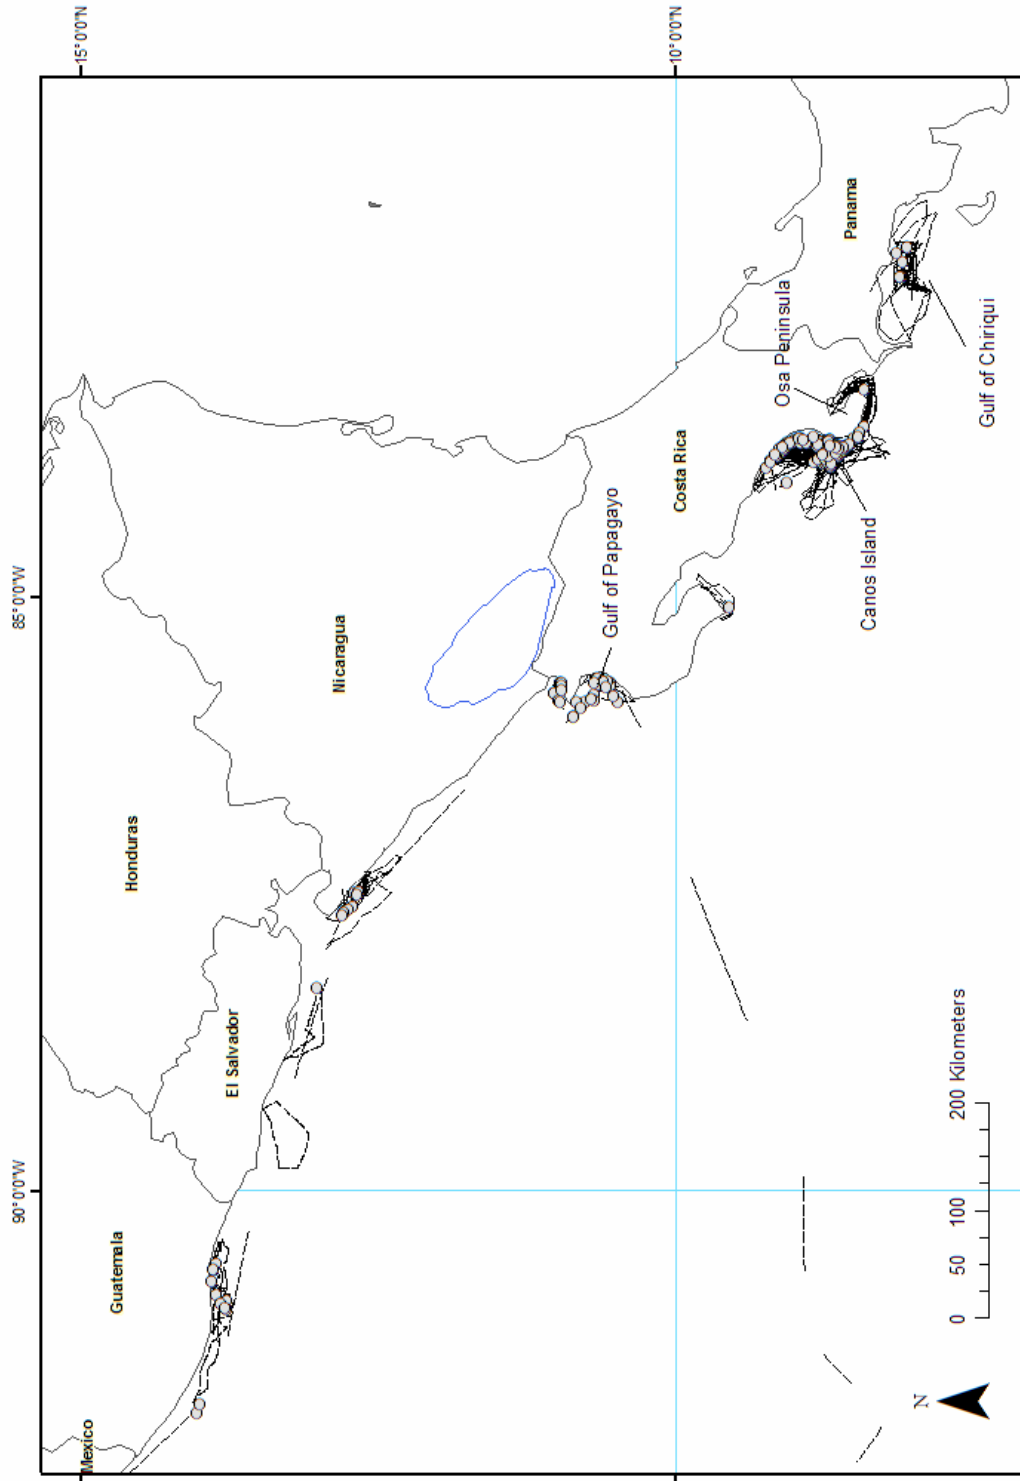 90°0'0"W
85°0'0"W
15°0'0"N
10°0'0"N
Mexico
Guatemala
Honduras
El Salvador
Nicaragua
Costa Rica
Panama
Gulf of Papagayo
Osa Peninsula
Canos Island
Gulf of Chiriqui
N
0 50 100 200 Kilometers